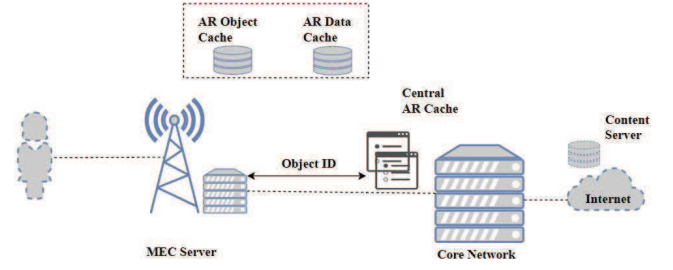 AR Object
Cache
AR Data
Cache
Central
AR Cache
Content
Server
Object ID
Internet
MEC Server
Core Network